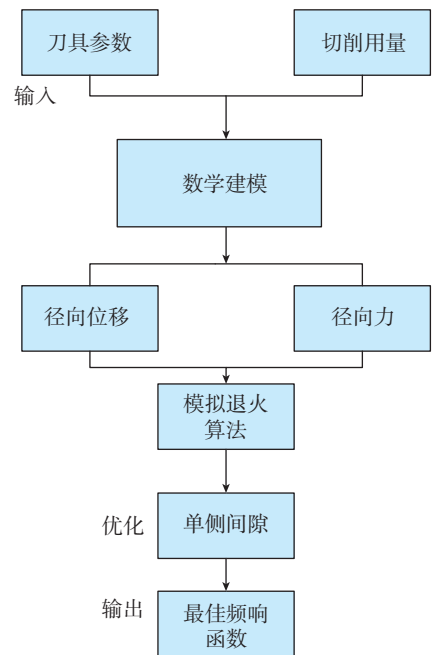 刀具参数
切削用量
输入
数学建模
径向位移
径向力
模拟退火
算法
优化
单侧间隙
输出
最佳频响
函数